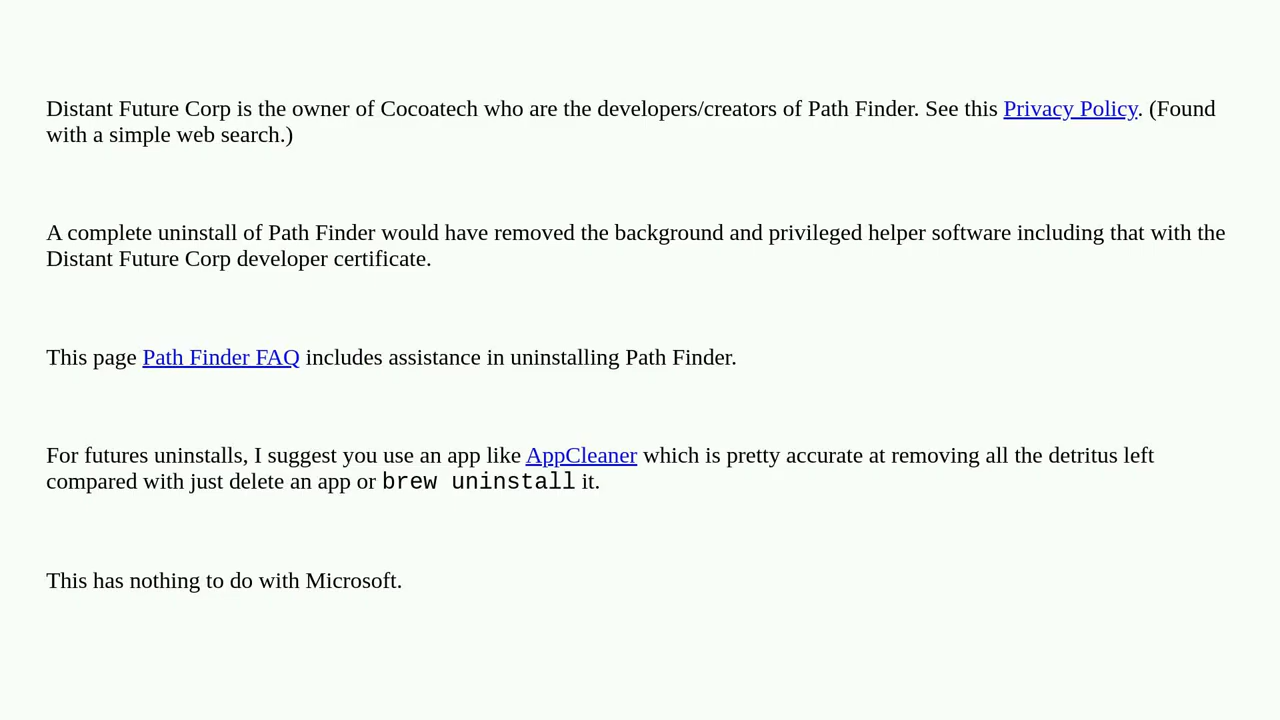 Distant Future Corp is the owner of Cocoatech who are the developers/creators of Path Finder. See this Privacy Policy. (Found
with a simple web search.)
A complete uninstall of Path Finder would have removed the background and privileged helper software including that with the
Distant Future Corp developer certificate.
This page Path Finder FAQ includes assistance in uninstalling Path Finder.
For futures uninstalls, I suggest you use an app like AppCleaner which is pretty accurate at removing all the detritus left
compared with just delete an app or brew uninstall it.
This has nothing to do with Microsoft.